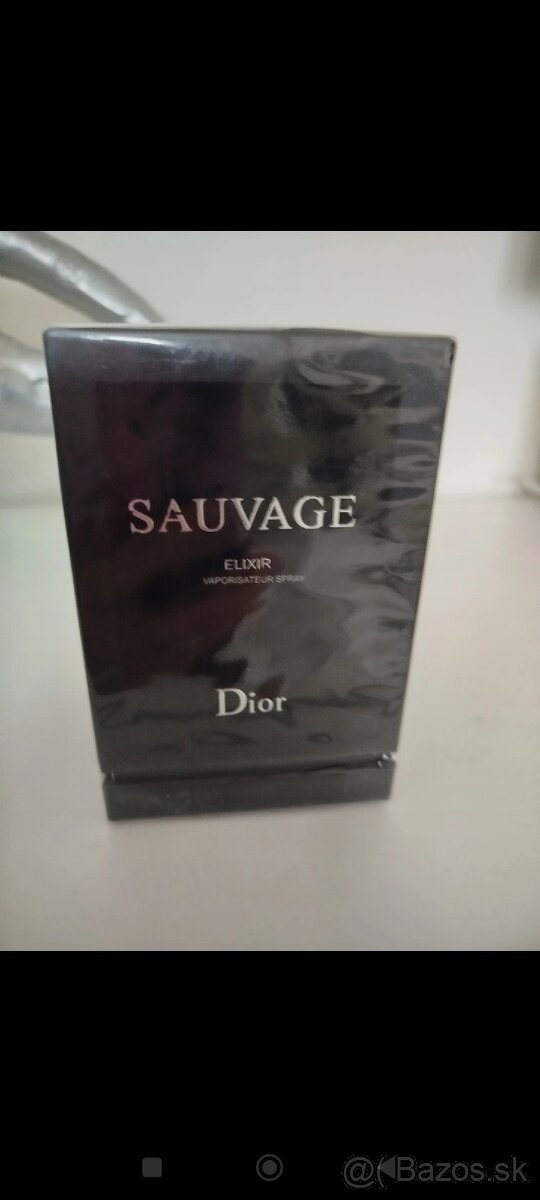 SAUVAGE
ELIXIR
VAPORISATEUR SPRAY
Dior
Bazos.sk